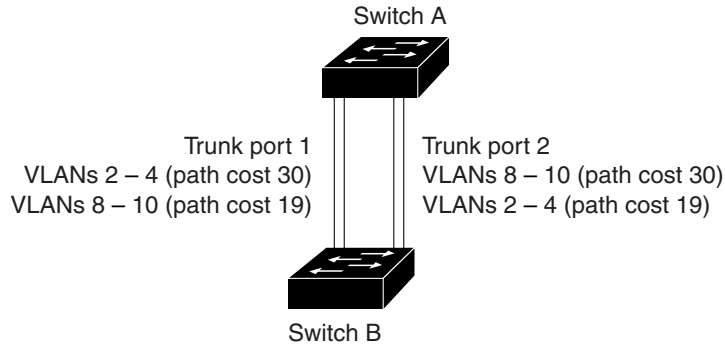 Switch A
Trunk port 1
VLANs 2 – 4 (path cost 30)
VLANs 8 – 10 (path cost 19)
Trunk port 2
VLANs 8 – 10 (path cost 30)
VLANs 2 – 4 (path cost 19)
Switch B